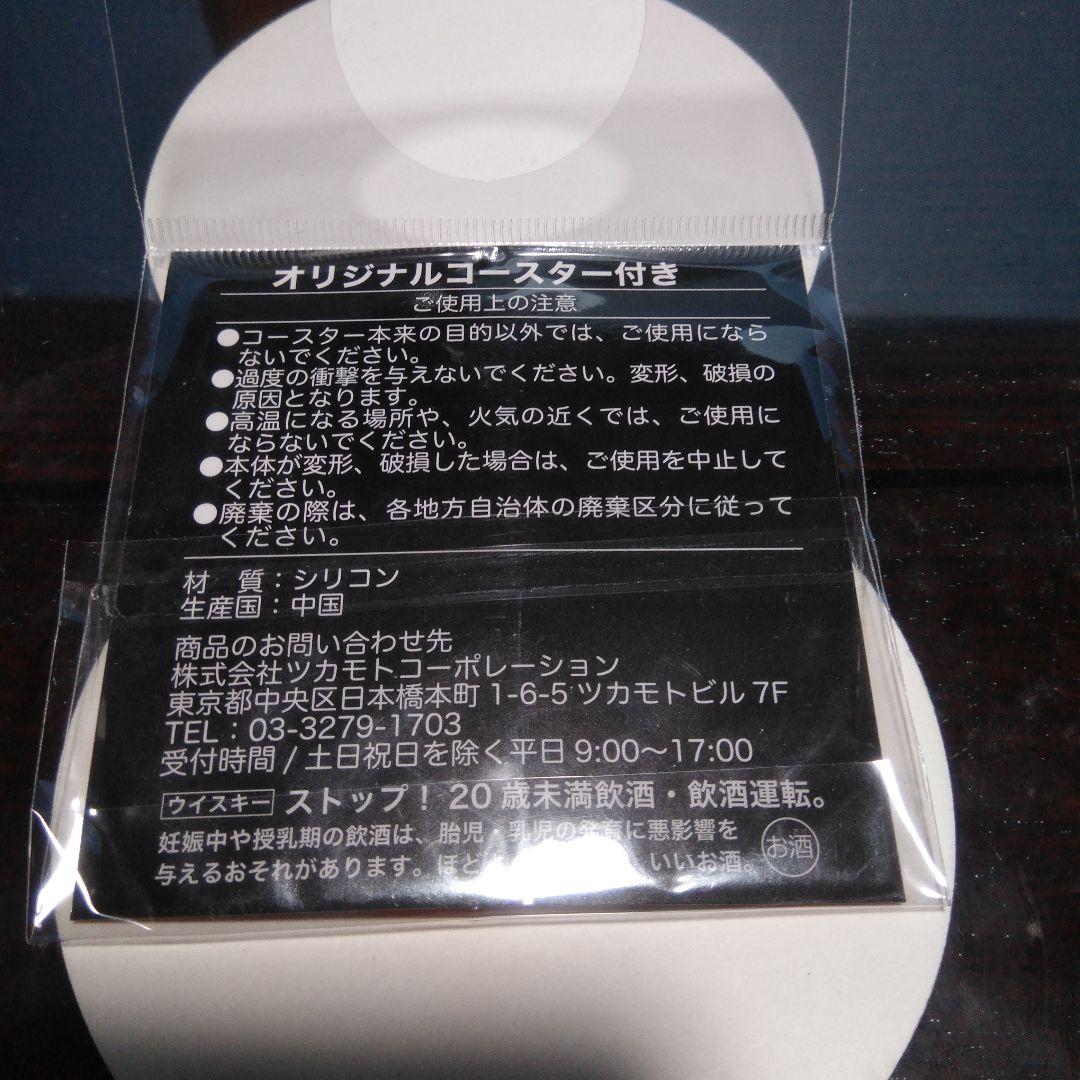 オリジナルコースター付き
ご使用上の注意
●コースター本来の目的以外では、ご使用になら
ないでください。
●過度の衝撃を与えないでください。変形、破損の
原因となります。
●高温になる場所や、火気の近くでは、ご使用に
ならないでください。
●本体が変形、破損した場合は、ご使用を中止して
ください。
●廃棄の際は、各地方自治体の廃棄区分に従って
ください。
材　質：シリコン
生産国：中国
商品のお問い合わせ先
株式会社ツカモトコーポレーション
東京都中央区日本橋本町1-6-5ツカモトビル7F
TEL：03-3279-1703
受付時間/土日祝日を除く平日9:00〜17:00
ウイスキー ストップ！20歳未満飲酒・飲酒運転。
妊娠中や授乳期の飲酒は、胎児・乳児の発育に悪影響を
与えるおそれがあります。ほど いいお酒。
お酒